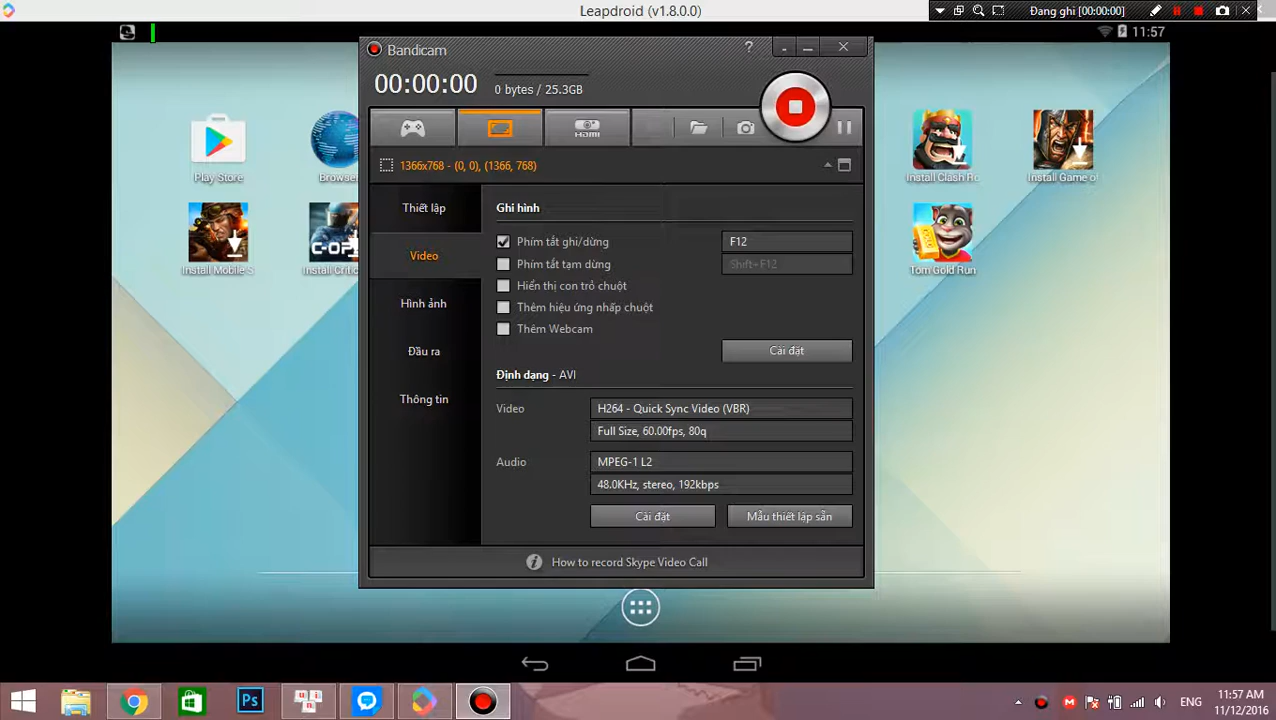 Leapdroid (v1.8.0.0)
Đang ghi [00:00:00]
11:57
Bandicam
?
00:00:00
0 bytes / 25.3GB
HDMI
1366x768 - (0, 0), (1366, 768)
Thiết lập
Video
Hình ảnh
Đầu ra
Thông tin
Ghi hình
Phím tắt ghi/dừng
F12
Phím tắt tạm dừng
Shift+F12
Hiển thị con trỏ chuột
Thêm hiệu ứng nhấp chuột
Thêm Webcam
Cài đặt
Định dạng - AVI
Video
H264 - Quick Sync Video (VBR)
Full Size, 60.00fps, 80q
Audio
MPEG-1 L2
48.0KHz, stereo, 192kbps
Cài đặt
Mẫu thiết lập sẵn
How to record Skype Video Call
Play Store
Browser
Install Clash Ro
Install Game of
Install Mobile S
Install Critic
Tom Gold Run
Ps
ENG
11:57 AM
11/12/2016